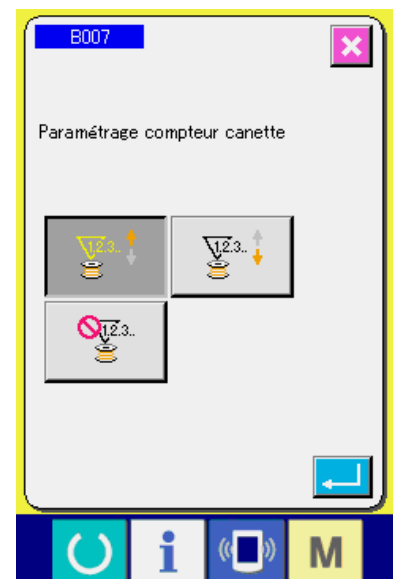 B007
Paramétrage compteur canette
1.2.3.. 1.2.3..
1.2.3..
i M